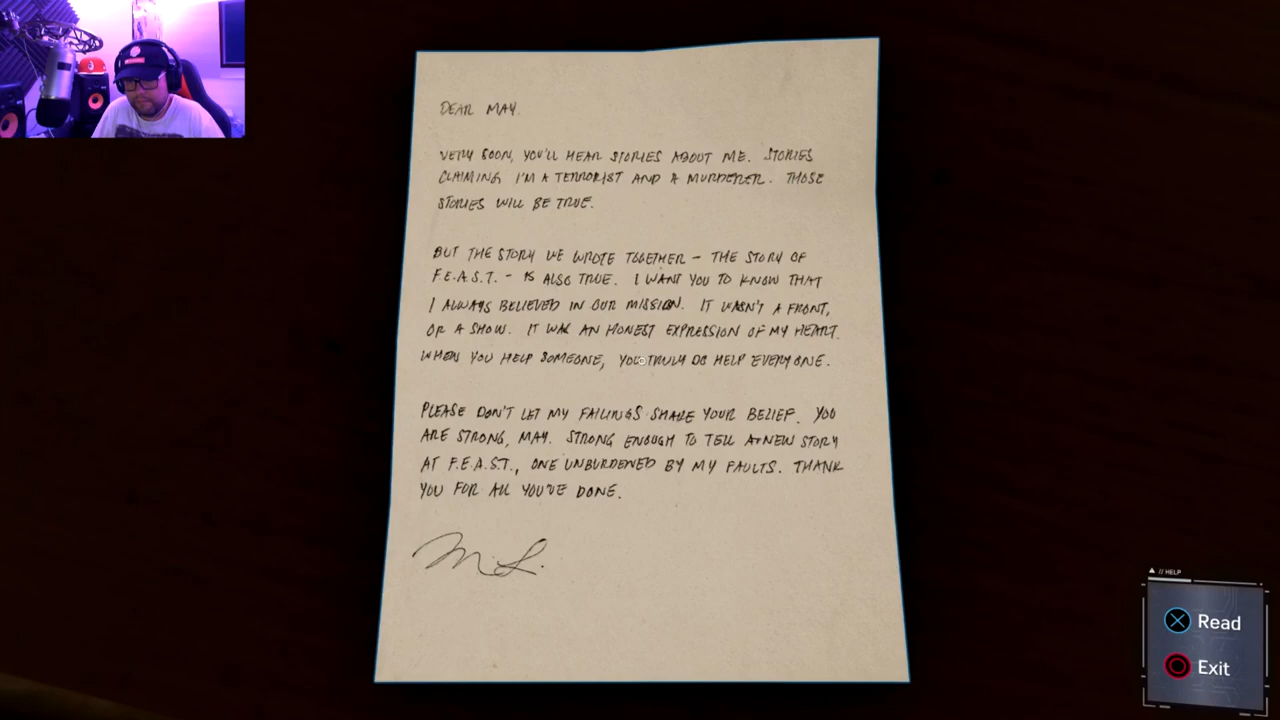 DEAR MAY.
VERY SOON, YOU'LL HEAR STORIES ABOUT ME. STORIES
CLAIMING I'M A TERRORIST AND A MURDERER. THOSE
STORIES WILL BE TRUE.
BUT THE STORY WE WROTE TOGETHER – THE STORY OF
F.E.A.S.T. – IS ALSO TRUE. I WANT YOU TO KNOW THAT
I ALWAYS BELIEVED IN OUR MISSION. IT WASN'T A FRONT,
OR A SHOW. IT WAS AN HONEST EXPRESSION OF MY HEART.
WHEN YOU HELP SOMEONE, YOU TRULY DO HELP EVERYONE.
PLEASE DON'T LET MY FAILINGS SHAKE YOUR BELIEF. YOU
ARE STRONG, MAY. STRONG ENOUGH TO TELL A NEW STORY
AT F.E.A.S.T., ONE UNBURDENED BY MY FAULTS. THANK
YOU FOR ALL YOU'VE DONE.
M L.
// HELP
Read
Exit